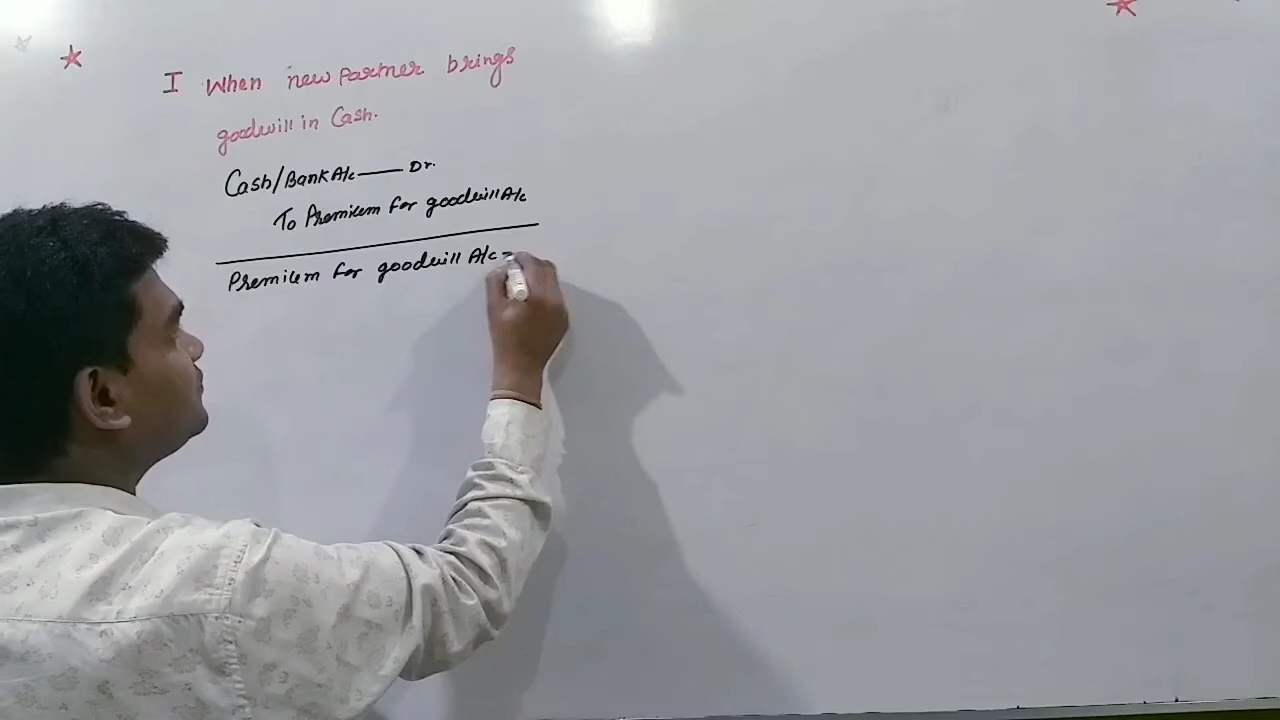 I When new Partner brings
goodwill in Cash.
Cash/Bank A/c — Dr.
To Premium for goodwill A/c
Premium for goodwill A/c